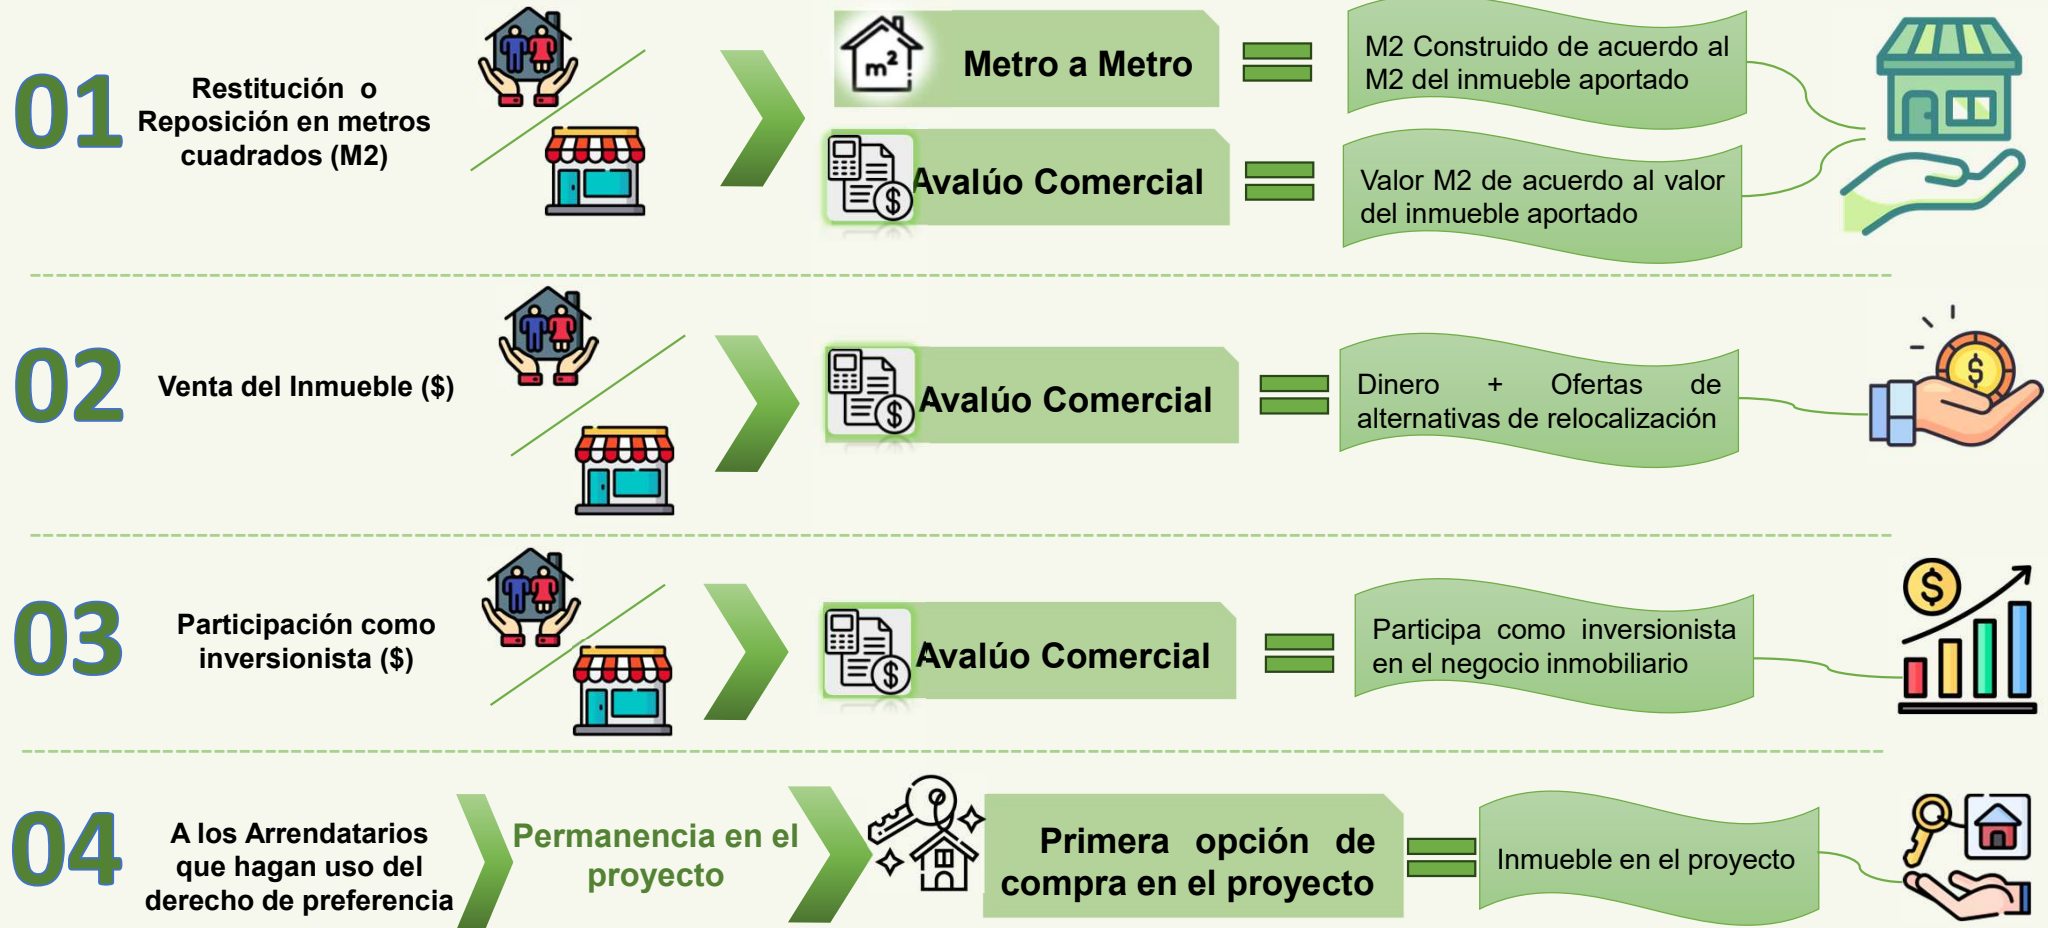 01
Restitución o
Reposición en metros
cuadrados (M2)
m²
Metro a Metro
M2 Construido de acuerdo al
M2 del inmueble aportado
$
Avalúo Comercial
Valor M2 de acuerdo al valor
del inmueble aportado
02
Venta del Inmueble ($)
$
Avalúo Comercial
Dinero + Ofertas de
alternativas de relocalización
$
03
Participación como
inversionista ($)
$
Avalúo Comercial
Participa como inversionista
en el negocio inmobiliario
$
04
A los Arrendatarios
que hagan uso del
derecho de preferencia
Permanencia en el
proyecto
Primera opción de
compra en el proyecto
Inmueble en el proyecto